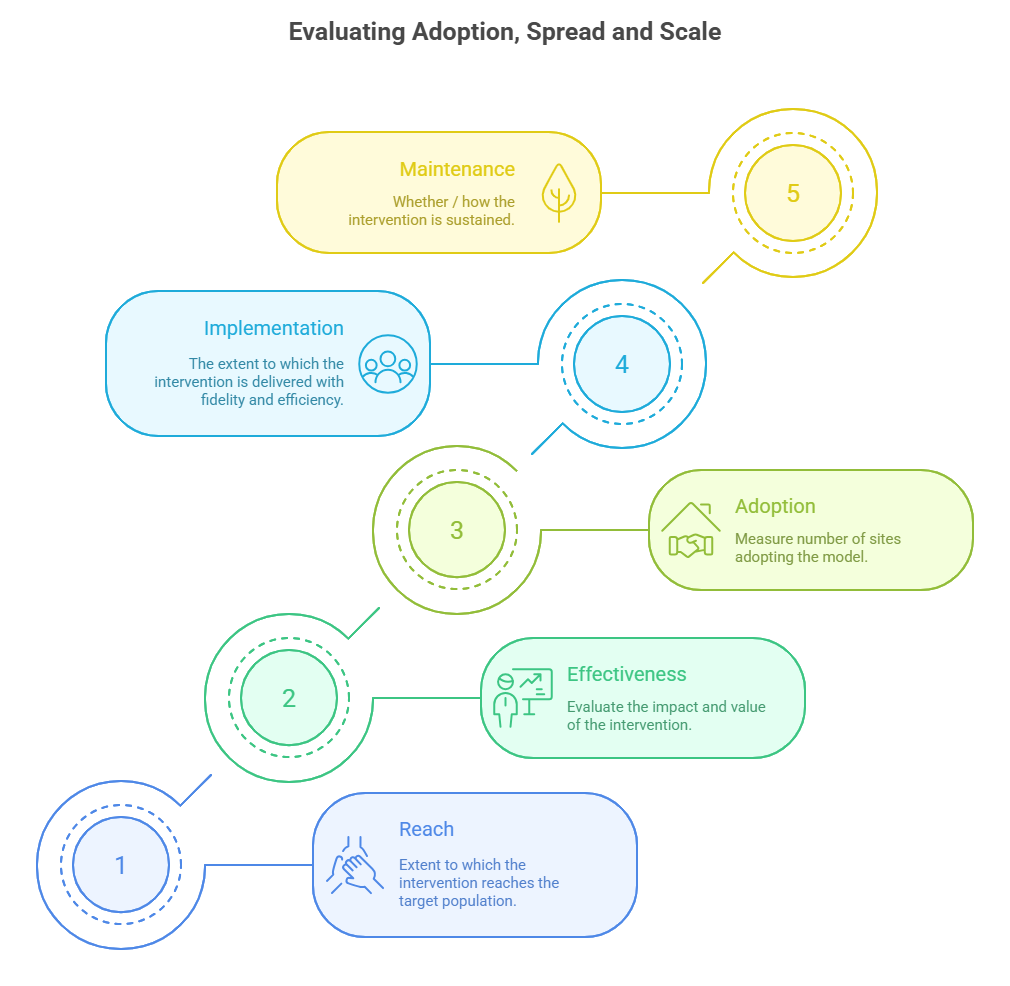 Evaluating Adoption, Spread and Scale
5
Maintenance
Whether / how the
intervention is sustained.
4
Implementation
The extent to which the
intervention is delivered with
fidelity and efficiency.
3
Adoption
Measure number of sites
adopting the model.
2
Effectiveness
Evaluate the impact and value
of the intervention.
1
Reach
Extent to which the
intervention reaches the
target population.